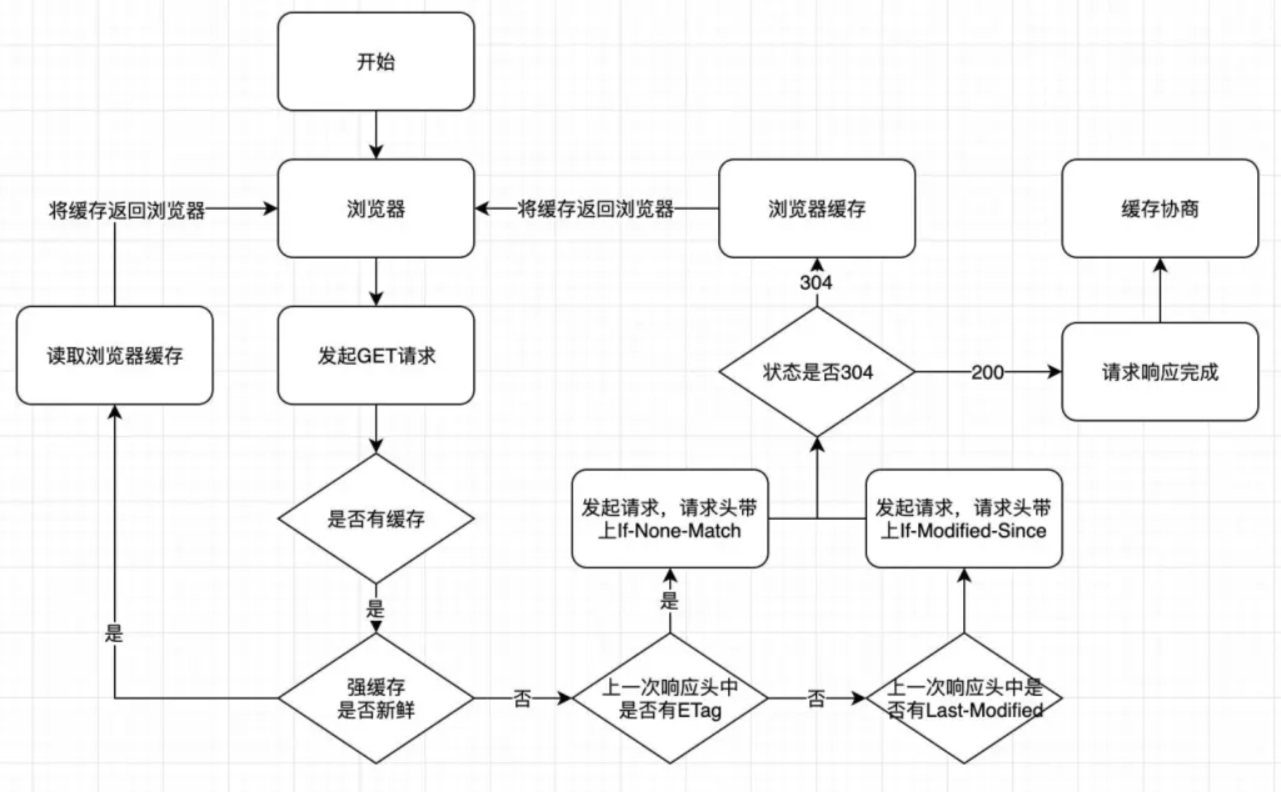 开始
将缓存返回浏览器
浏览器
将缓存返回浏览器
浏览器缓存
缓存协商
304
读取浏览器缓存
发起GET请求
状态是否304
200
请求响应完成
是否有缓存
发起请求，请求头带
上If-None-Match
发起请求，请求头带
上If-Modified-Since
是
是
是
强缓存
是否新鲜
否
上一次响应头中
是否有ETag
否
上一次响应头中是
否有Last-Modified